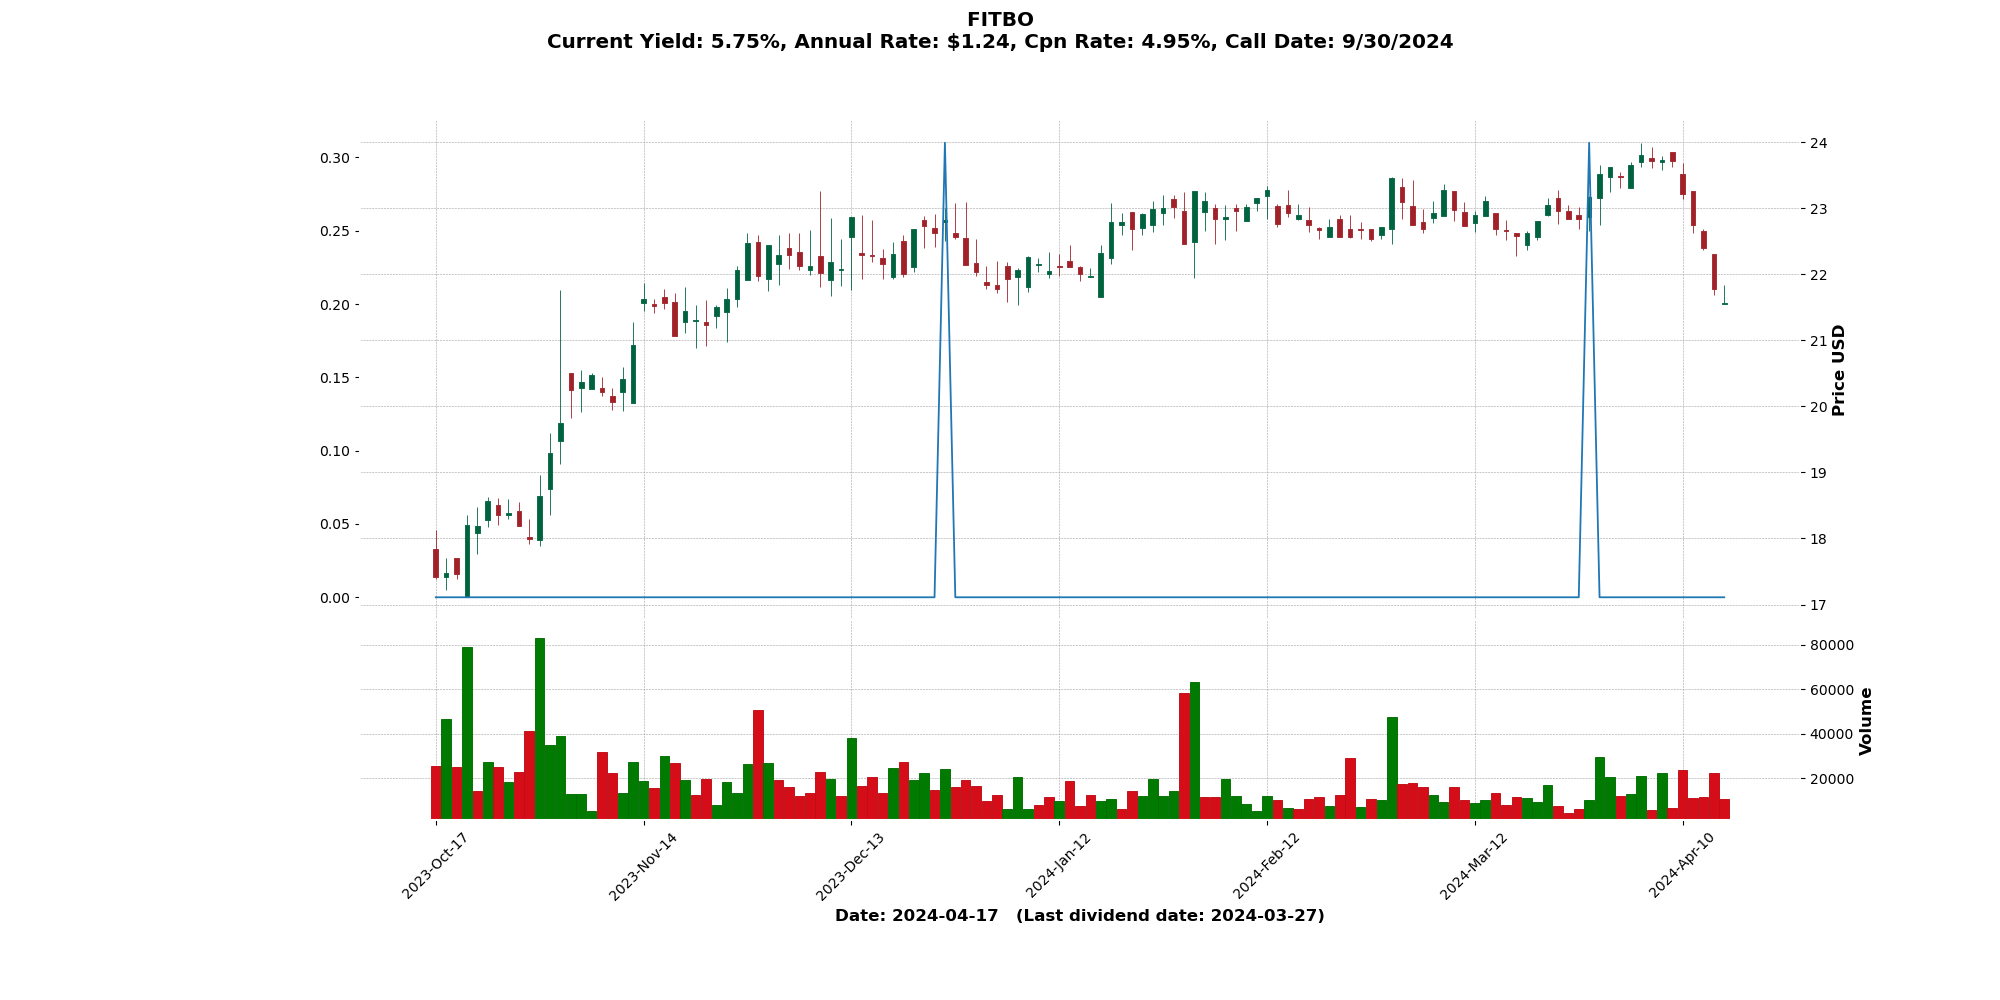 FITBO
Current Yield: 5.75%, Annual Rate: $1.24, Cpn Rate: 4.95%, Call Date: 9/30/2024
0.30
0.25
0.20
0.15
0.10
0.05
0.00
24
23
22
21
20
19
18
17
Price USD
80000
60000
40000
20000
Volume
2023-Oct-17
2023-Nov-14
2023-Dec-13
2024-Jan-12
2024-Feb-12
2024-Mar-12
2024-Apr-10
Date: 2024-04-17 (Last dividend date: 2024-03-27)